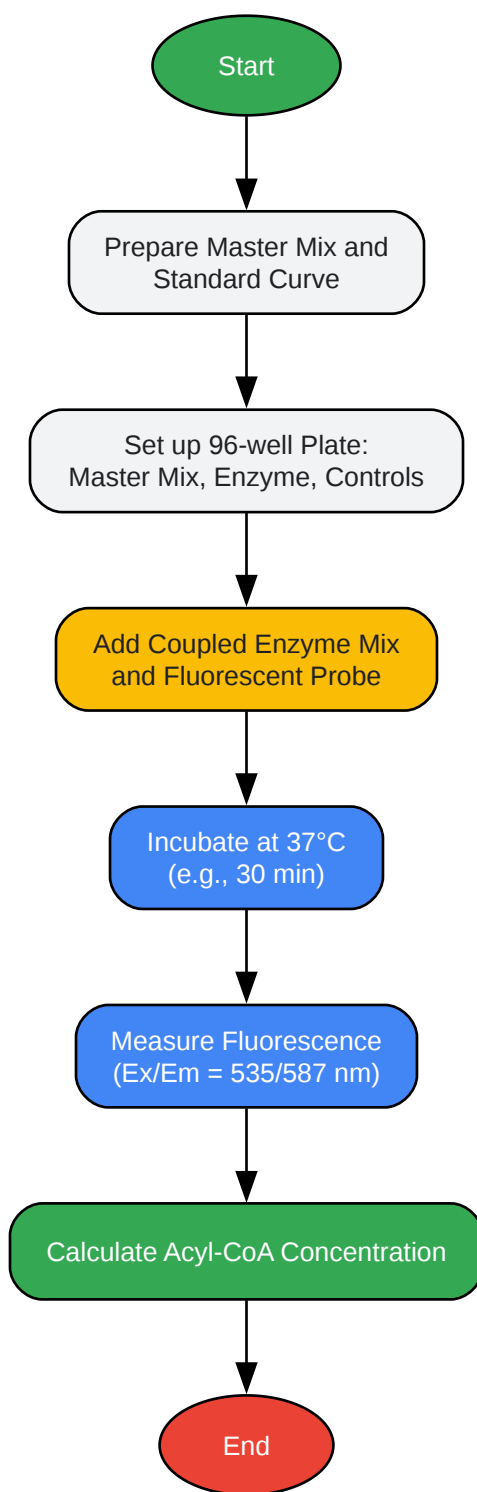 Start
Prepare Master Mix and
Standard Curve
Set up 96-well Plate:
Master Mix, Enzyme, Controls
Add Coupled Enzyme Mix
and Fluorescent Probe
Incubate at 37°C
(e.g., 30 min)
Measure Fluorescence
(Ex/Em = 535/587 nm)
Calculate Acyl-CoA Concentration
End